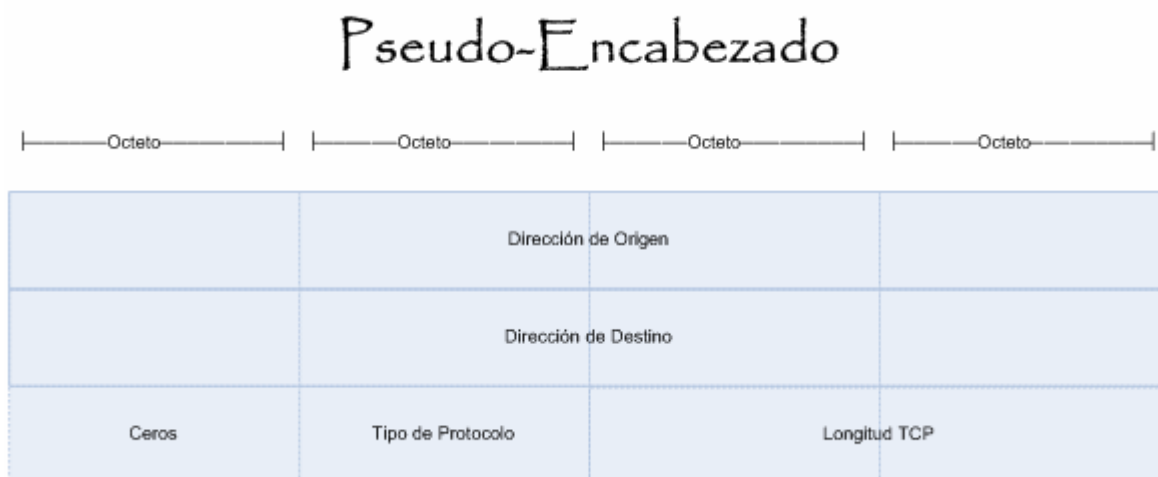 Pseudo-Encabezado
Octeto Octeto Octeto Octeto
Dirección de Origen
Dirección de Destino
Ceros Tipo de Protocolo Longitud TCP